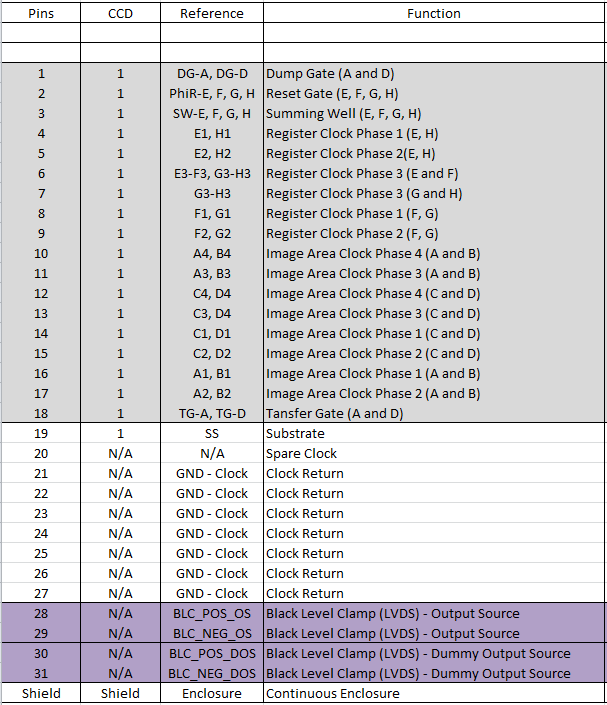 Pins CCD Reference Function
1 1 DG-A, DG-D Dump Gate (A and D)
2 1 PhiR-E, F, G, H Reset Gate (E, F, G, H)
3 1 SW-E, F, G, H Summing Well (E, F, G, H)
4 1 E1, H1 Register Clock Phase 1 (E, H)
5 1 E2, H2 Register Clock Phase 2(E, H)
6 1 E3-F3, G3-H3 Register Clock Phase 3 (E and F)
7 1 G3-H3 Register Clock Phase 3 (G and H)
8 1 F1, G1 Register Clock Phase 1 (F, G)
9 1 F2, G2 Register Clock Phase 2 (F, G)
10 1 A4, B4 Image Area Clock Phase 4 (A and B)
11 1 A3, B3 Image Area Clock Phase 3 (A and B)
12 1 C4, D4 Image Area Clock Phase 4 (C and D)
13 1 C3, D4 Image Area Clock Phase 3 (C and D)
14 1 C1, D1 Image Area Clock Phase 1 (C and D)
15 1 C2, D2 Image Area Clock Phase 2 (C and D)
16 1 A1, B1 Image Area Clock Phase 1 (A and B)
17 1 A2, B2 Image Area Clock Phase 2 (A and B)
18 1 TG-A, TG-D Tansfer Gate (A and D)
19 1 SS Substrate
20 N/A N/A Spare Clock
21 N/A GND - Clock Clock Return
22 N/A GND - Clock Clock Return
23 N/A GND - Clock Clock Return
24 N/A GND - Clock Clock Return
25 N/A GND - Clock Clock Return
26 N/A GND - Clock Clock Return
27 N/A GND - Clock Clock Return
28 N/A BLC_POS_OS Black Level Clamp (LVDS) - Output Source
29 N/A BLC_NEG_OS Black Level Clamp (LVDS) - Output Source
30 N/A BLC_POS_DOS Black Level Clamp (LVDS) - Dummy Output Source
31 N/A BLC_NEG_DOS Black Level Clamp (LVDS) - Dummy Output Source
Shield Shield Enclosure Continuous Enclosure